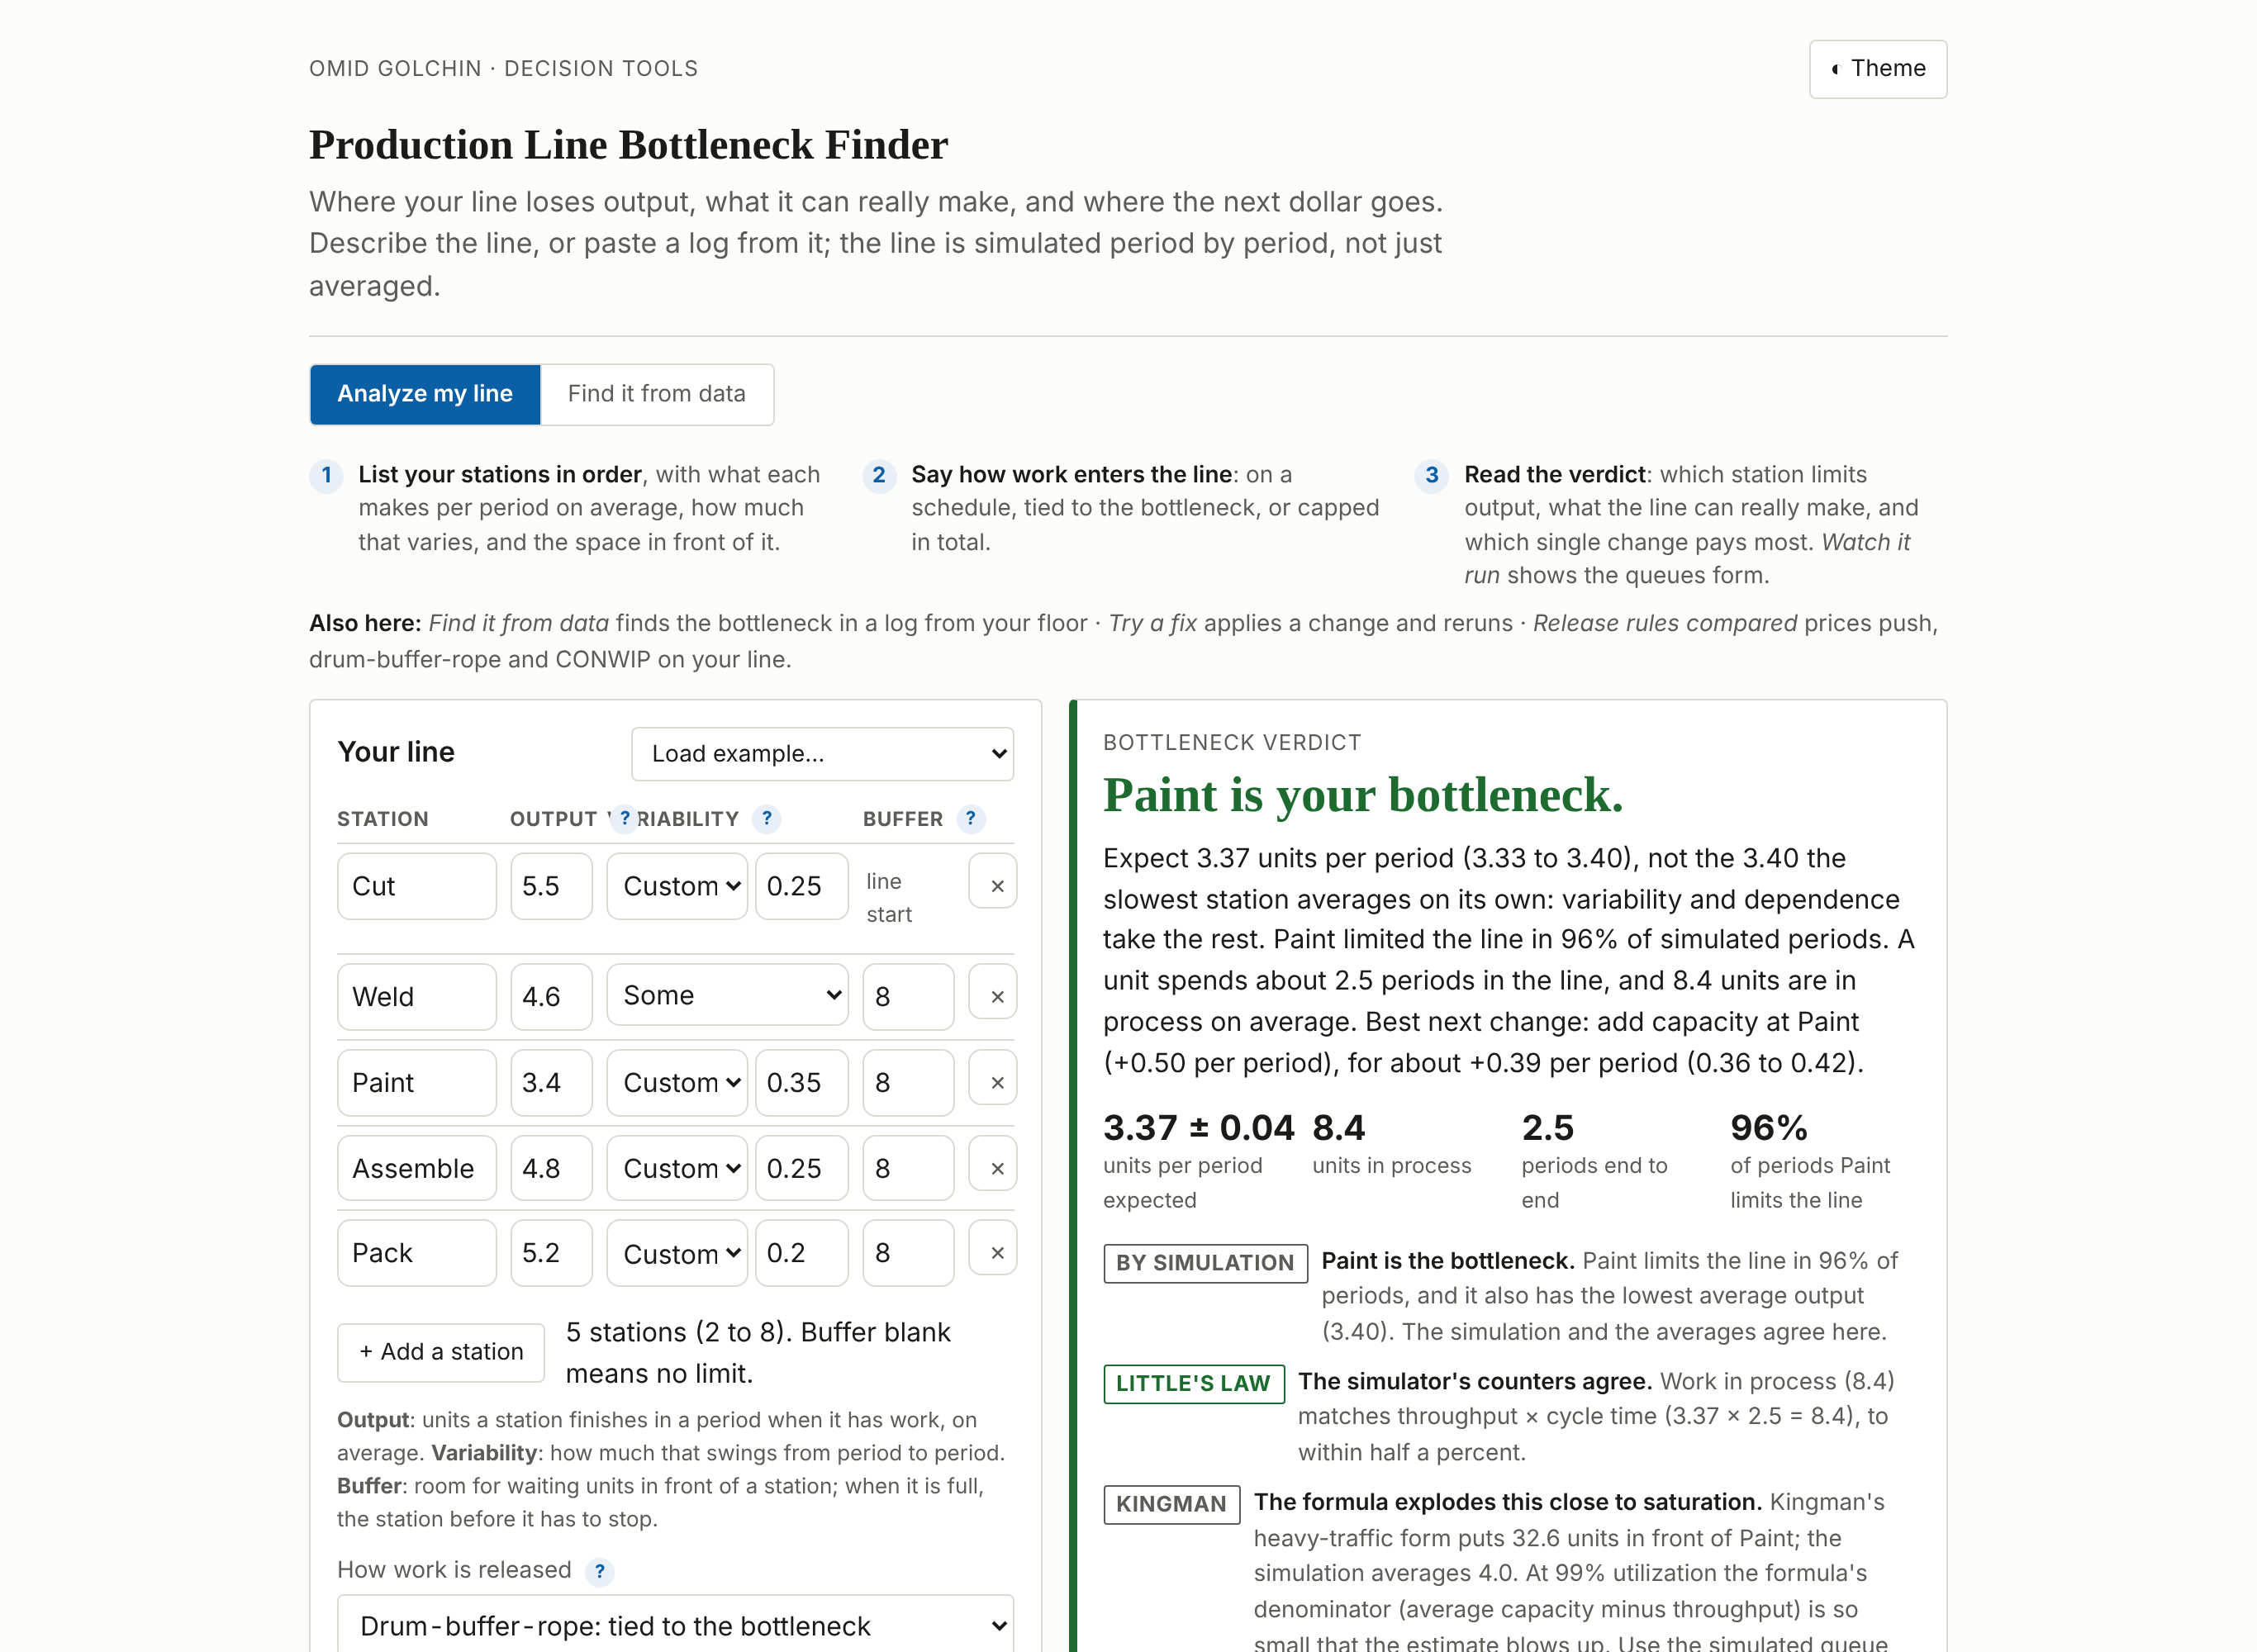 OMID GOLCHIN · DECISION TOOLS
Theme
Production Line Bottleneck Finder
Where your line loses output, what it can really make, and where the next dollar goes.
Describe the line, or paste a log from it; the line is simulated period by period, not just
averaged.
Analyze my line
Find it from data
1 List your stations in order, with what each
makes per period on average, how much
that varies, and the space in front of it.
2 Say how work enters the line: on a
schedule, tied to the bottleneck, or capped
in total.
3 Read the verdict: which station limits
output, what the line can really make, and
which single change pays most. Watch it
run shows the queues form.
Also here: Find it from data finds the bottleneck in a log from your floor · Try a fix applies a change and reruns · Release rules compared prices push,
drum-buffer-rope and CONWIP on your line.
Your line
Load example...
STATION OUTPUT ? RIABILITY ? BUFFER ?
Cut 5.5 Custom 0.25 line
start ×
Weld 4.6 Some 8 ×
Paint 3.4 Custom 0.35 8 ×
Assemble 4.8 Custom 0.25 8 ×
Pack 5.2 Custom 0.2 8 ×
+ Add a station
5 stations (2 to 8). Buffer blank
means no limit.
Output: units a station finishes in a period when it has work, on
average. Variability: how much that swings from period to period.
Buffer: room for waiting units in front of a station; when it is full,
the station before it has to stop.
How work is released ?
Drum-buffer-rope: tied to the bottleneck
BOTTLENECK VERDICT
Paint is your bottleneck.
Expect 3.37 units per period (3.33 to 3.40), not the 3.40 the
slowest station averages on its own: variability and dependence
take the rest. Paint limited the line in 96% of simulated periods. A
unit spends about 2.5 periods in the line, and 8.4 units are in
process on average. Best next change: add capacity at Paint
(+0.50 per period), for about +0.39 per period (0.36 to 0.42).
3.37 ± 0.04
units per period
expected
8.4
units in process
2.5
periods end to
end
96%
of periods Paint
limits the line
BY SIMULATION
Paint is the bottleneck. Paint limits the line in 96% of
periods, and it also has the lowest average output
(3.40). The simulation and the averages agree here.
LITTLE'S LAW
The simulator's counters agree. Work in process (8.4)
matches throughput × cycle time (3.37 × 2.5 = 8.4), to
within half a percent.
KINGMAN
The formula explodes this close to saturation. Kingman's
heavy-traffic form puts 32.6 units in front of Paint; the
simulation averages 4.0. At 99% utilization the formula's
denominator (average capacity minus throughput) is so
small that the estimate blows up. Use the simulated queue